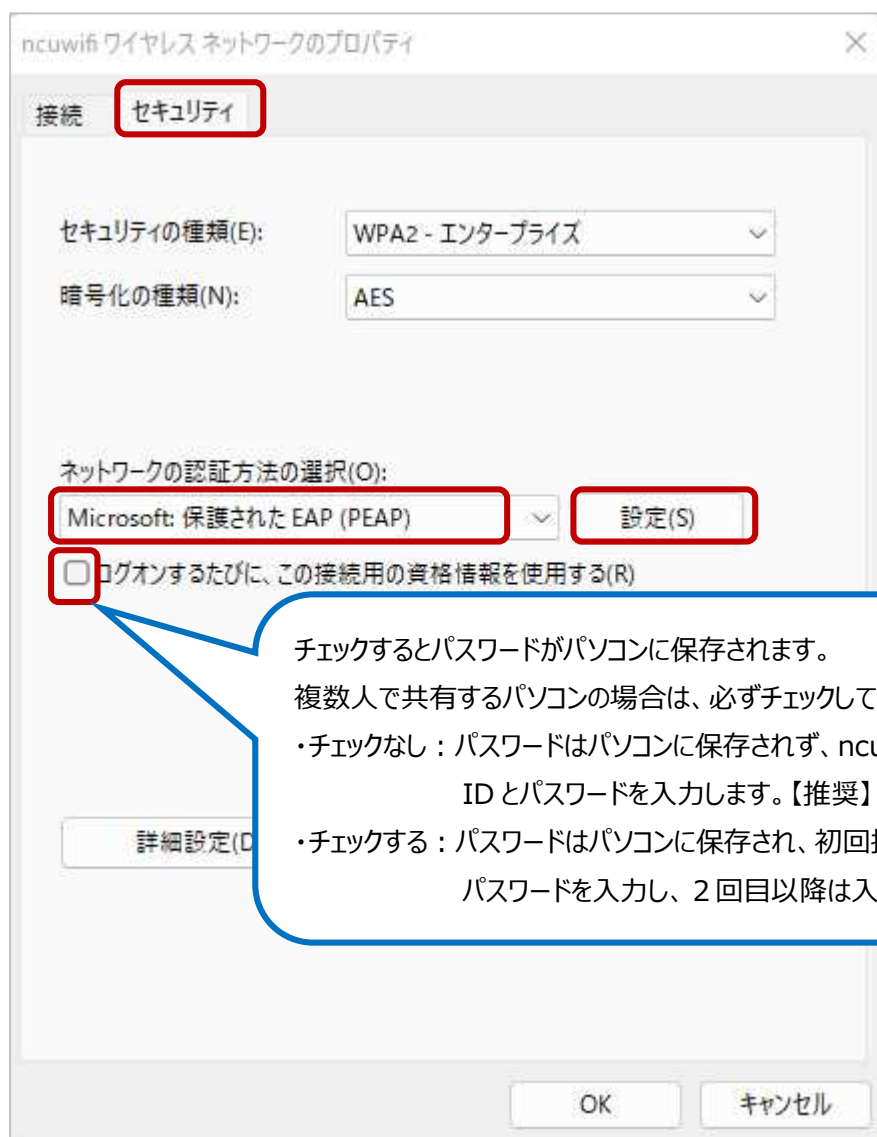 ncuwifi ワイヤレス ネットワークのプロパティ
接続 セキュリティ
セキュリティの種類(E): WPA2 - エンタープライズ
暗号化の種類(N): AES
ネットワークの認証方法の選択(O):
Microsoft: 保護された EAP (PEAP) 設定(S)
ログオンするたびに、この接続用の資格情報を使用する(R)
チェックするとパスワードがパソコンに保存されます。
複数人で共有するパソコンの場合は、必ずチェックして
・チェックなし：パスワードはパソコンに保存されず、ncu
IDとパスワードを入力します。【推奨】
詳細設定(D
・チェックする：パスワードはパソコンに保存され、初回
パスワードを入力し、２回目以降は入
OK キャンセル